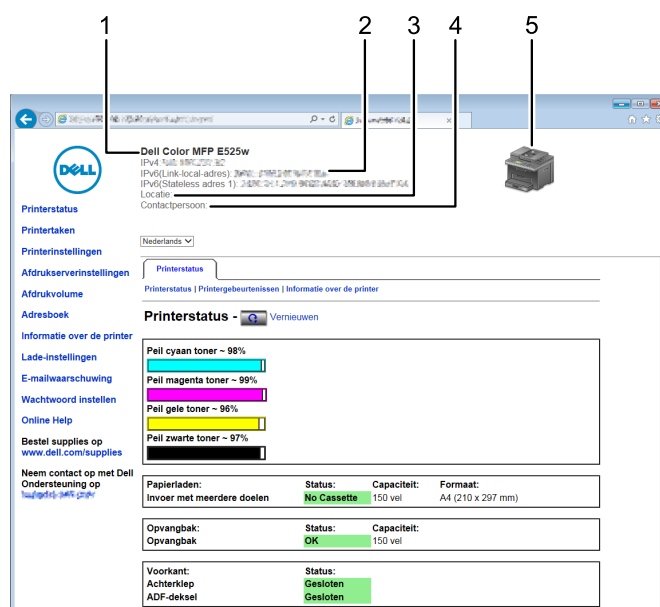 1 2 3 4 5
Dell Color MFP E525w
IPv4:
IPv6(Link-local-adres):
IPv6(Stateless adres 1):
Locatie:
Contactpersoon:
DELL
Nederlands
Printerstatus
Printertaken
Printerinstellingen
Afdrukserverinstellingen
Afdrukvolume
Adresboek
Informatie over de printer
Lade-instellingen
E-mailwaarschuwing
Wachtwoord instellen
Online Help
Bestel supplies op
www.dell.com/supplies
Neem contact op met Dell
Ondersteuning op
Printerstatus
Printerstatus | Printergebeurtenissen | Informatie over de printer
Printerstatus - Vernieuwen
Peil cyaan toner ~ 98%
Peil magenta toner ~ 99%
Peil gele toner ~ 96%
Peil zwarte toner ~ 97%
Papierladen: Status: Capaciteit: Formaat:
Invoer met meerdere doelen No Cassette 150 vel A4 (210 x 297 mm)
Opvangbak: Status: Capaciteit:
Opvangbak OK 150 vel
Voorkant: Status:
Achterklep Gesloten
ADF-deksel Gesloten